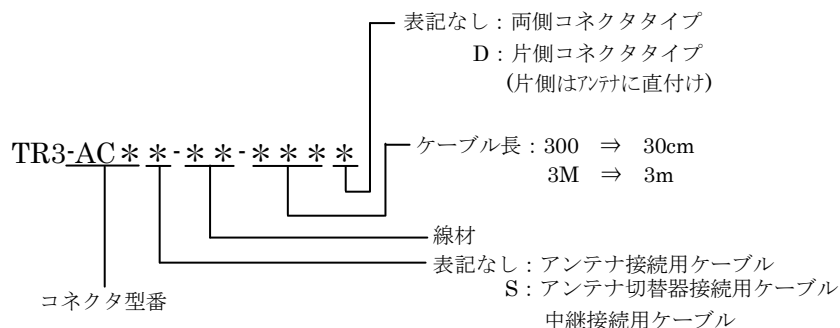 表記なし：両側コネクタタイプ
D：片側コネクタタイプ
(片側はｱﾝﾃﾅに直付け)
TR3-AC＊＊-＊＊-＊＊＊＊
ケーブル長：300 ⇒ 30cm
3M ⇒ 3m
線材
表記なし：アンテナ接続用ケーブル
S：アンテナ切替器接続用ケーブル
中継接続用ケーブル
コネクタ型番